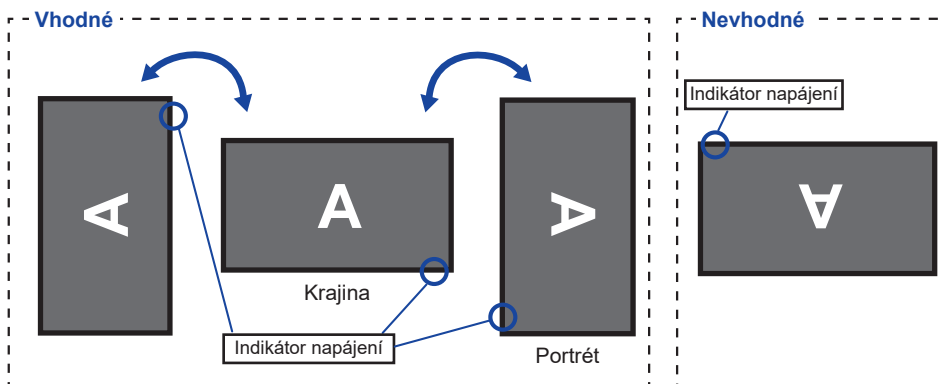 Vhodné
Nevhodné
Indikátor napájení
A
A
A
A
Krajina
Indikátor napájení
Portrét